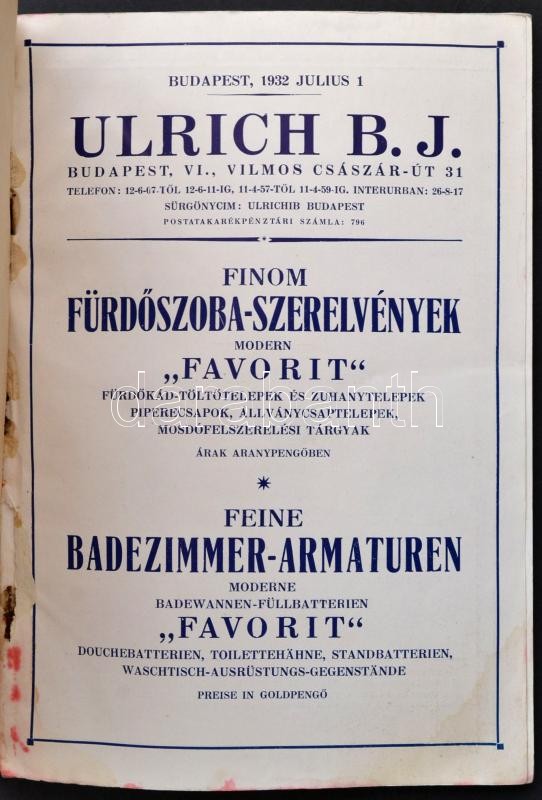 BUDAPEST, 1932 JULIUS 1
ULRICH B. J.
BUDAPEST, VI., VILMOS CSÁSZÁR-ÚT 31
TELEFON: 12-6-07-TŐL 12-6-11-IG, 11-4-57-TŐL 11-4-59-IG. INTERURBAN: 26-8-17
SÜRGÖNYCIM: ULRICHIB BUDAPEST
POSTATAKARÉKPÉNZTÁRI SZÁMLA: 796
FINOM
FÜRDŐSZOBA-SZERELVÉNYEK
MODERN
„FAVORIT“
FÜRDŐKÁD-TÖLTŐTELEPEK ÉS ZUHANYTELEPEK
PIPERECSAPOK, ÁLLVÁNYCSAPTELEPEK,
MOSDÓFELSZERELÉSI TÁRGYAK
darabanth
ÁRAK ARANYPENGŐBEN
FEINE
BADEZIMMER-ARMATUREN
MODERNE
BADEWANNEN-FÜLLBATTERIEN
„FAVORIT“
DOUCHEBATTERIEN, TOILETTEHÄHNE, STANDBATTERIEN,
WASCHTISCH-AUSRÜSTUNGS-GEGENSTÄNDE
PREISE IN GOLDPENGŐ